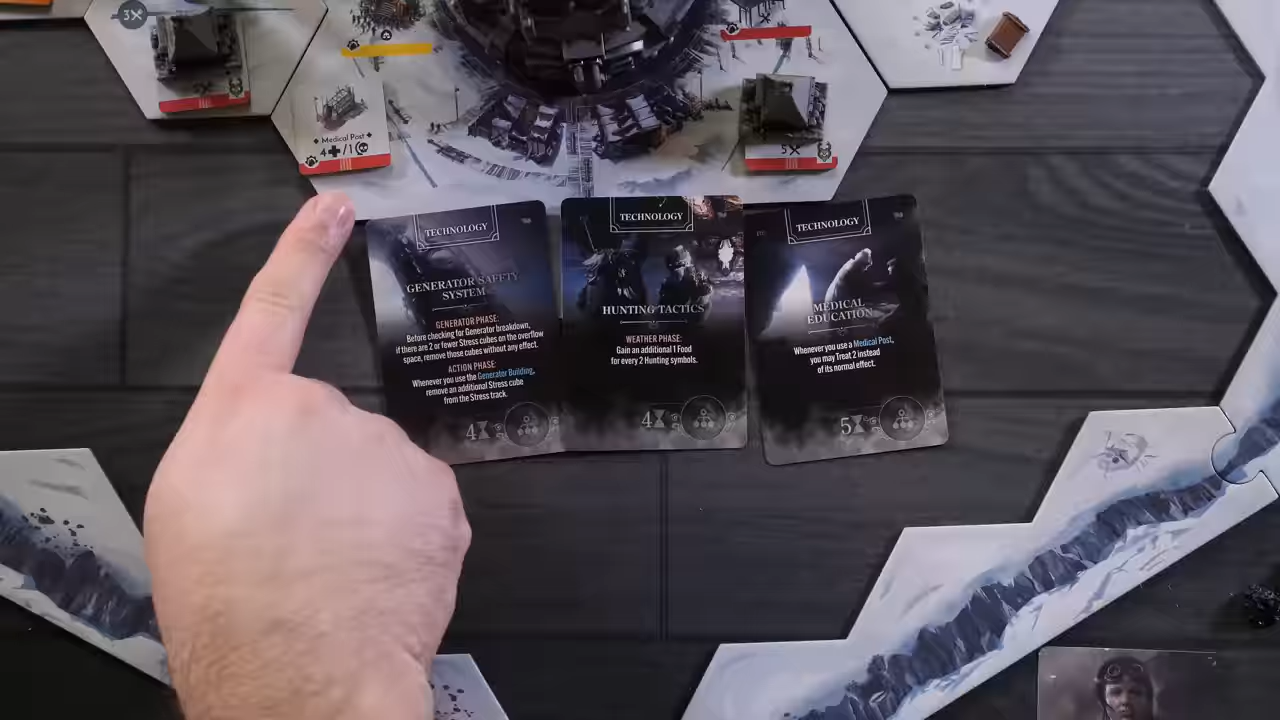 3
◆ Medical Post ◆
4 / 1
5
TECHNOLOGY
GENERATOR SAFETY
SYSTEM
GENERATOR PHASE:
Before checking for Generator breakdown,
if there are 2 or fewer Stress cubes on the overflow
space, remove those cubes without any effect.
ACTION PHASE:
Whenever you use the Generator Building,
remove an additional Stress cube
from the Stress track.
4
TECHNOLOGY
HUNTING TACTICS
WEATHER PHASE:
Gain an additional 1 Food
for every 2 Hunting symbols.
4
TECHNOLOGY
MEDICAL
EDUCATION
Whenever you use a Medical Post,
you may Treat 2 instead
of its normal effect.
5